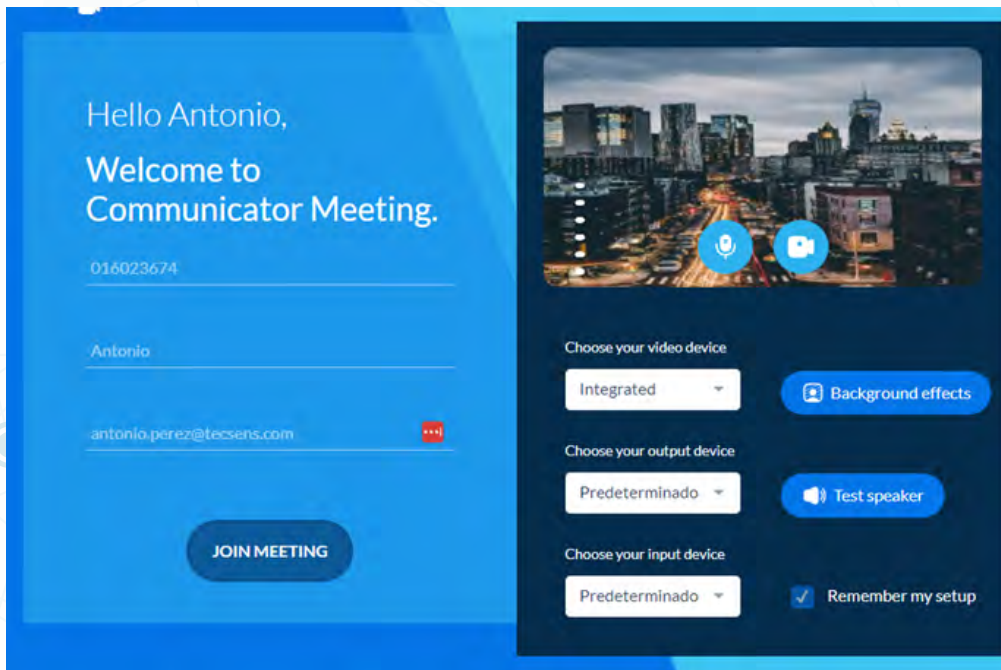 Hello Antonio,
Welcome to
Communicator Meeting.
016023674
Antonio
antonio.perez@tecsens.com
JOIN MEETING
Choose your video device
Integrated
Background effects
Choose your output device
Predeterminado
Test speaker
Choose your input device
Predeterminado
Remember my setup